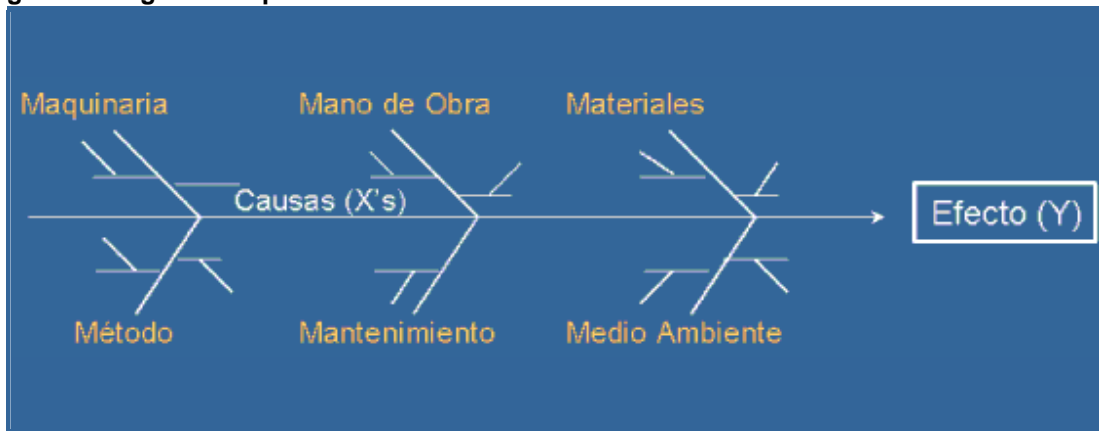 Maquinaria Mano de Obra Materiales
Causas (X's)
Efecto (Y)
Método Mantenimiento Medio Ambiente